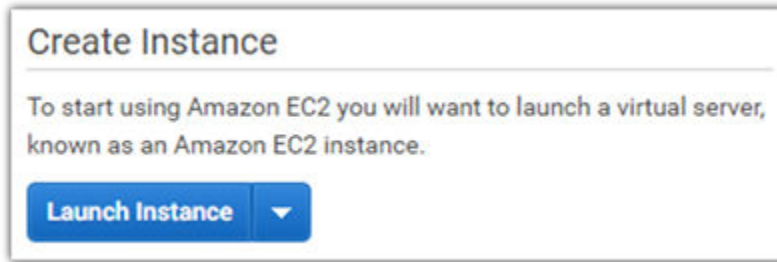 Create Instance
To start using Amazon EC2 you will want to launch a virtual server,
known as an Amazon EC2 instance.
Launch Instance